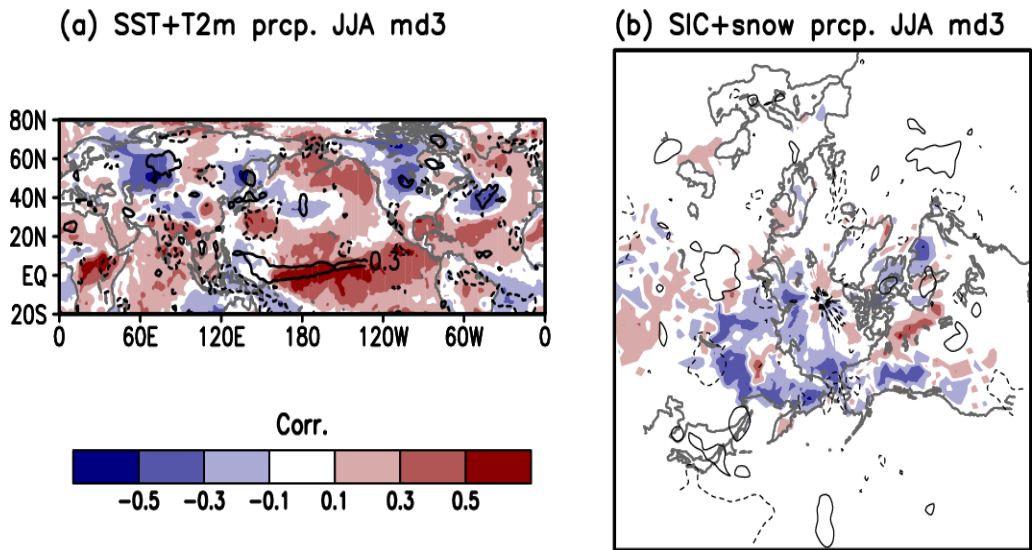 (a) SST+T2m prcp. JJA md3
(b) SIC+snow prcp. JJA md3
80N
60N
40N
20N
EQ
20S
0.3
0 60E 120E 180 120W 60W 0
Corr.
-0.5 -0.3 -0.1 0.1 0.3 0.5